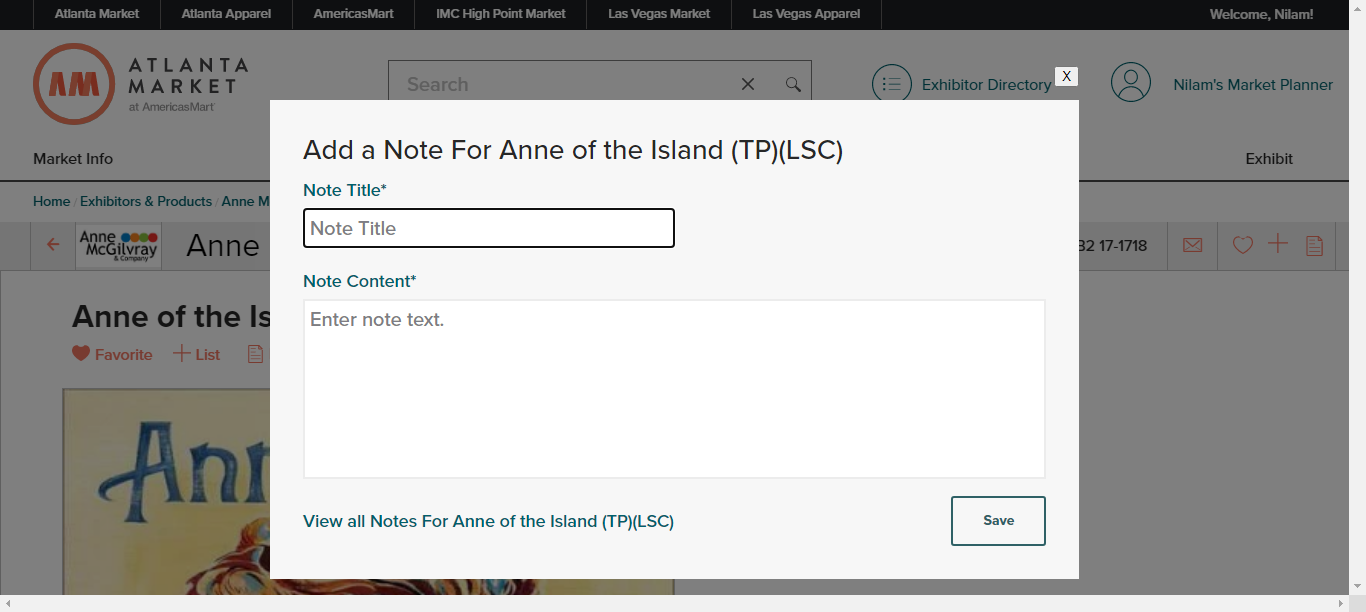 Atlanta Market Atlanta Apparel AmericasMart IMC High Point Market Las Vegas Market Las Vegas Apparel Welcome, Nilam!
AM ATLANTA
MARKET
at AmericasMart
Search
Exhibitor Directory
X
Nilam's Market Planner
Market Info Exhibit
Home / Exhibitors & Products / Anne M
Anne
McGilvray
& Company
Anne
32 17-1718
Anne of the Is
Favorite List
Ann
Add a Note For Anne of the Island (TP)(LSC)
Note Title*
Note Title
Note Content*
Enter note text.
View all Notes For Anne of the Island (TP)(LSC) Save